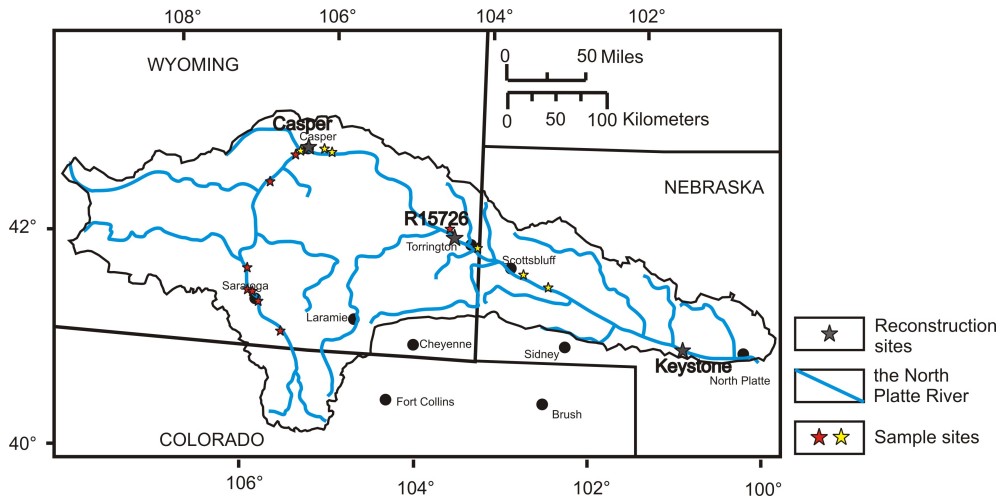 108° 106° 104° 102°
WYOMING
0 50 Miles
0 50 100 Kilometers
Casper
Casper
NEBRASKA
42°
R15726
Torrington
Scottsbluff
Saratoga
Laramie
Cheyenne
Sidney
Keystone
North Platte
Fort Collins
Brush
COLORADO
40°
106° 104° 102° 100°
Reconstruction
sites
the North
Platte River
Sample sites